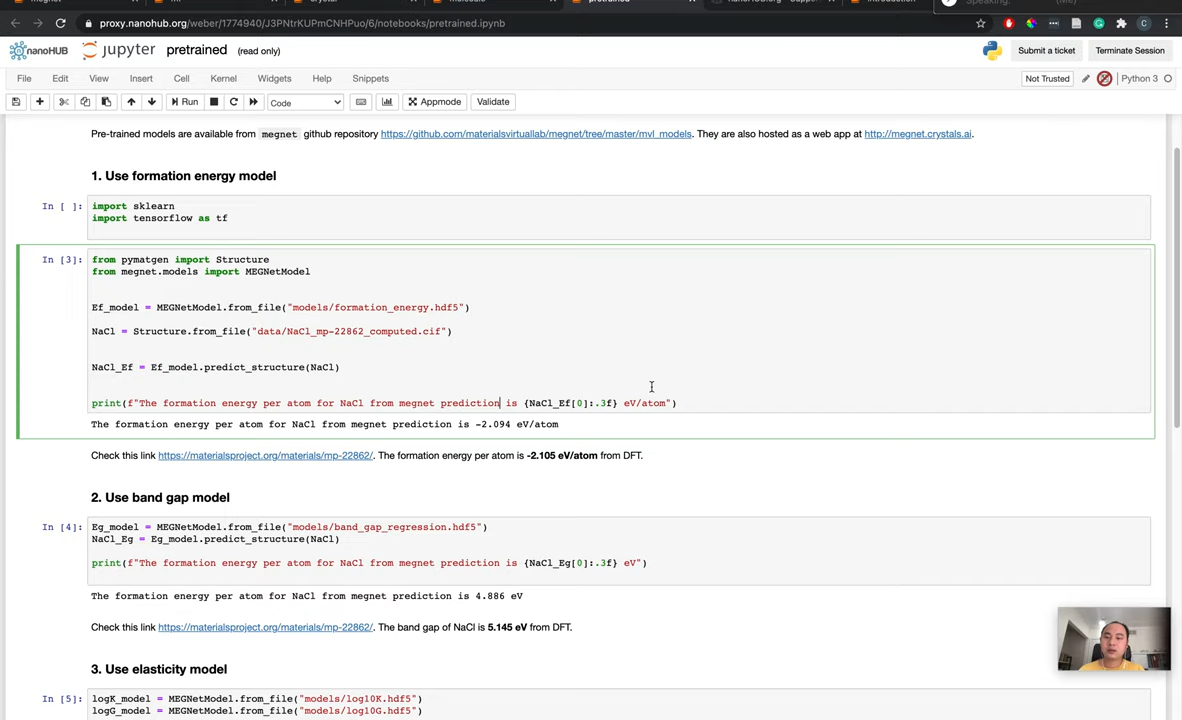 megnet
Crystal
molecule
pretrained
nanoHUB.org - Support
Introduction
Speaking:
proxy.nanohub.org/weber/1774940/J3PNtrKUPmCNHPuo/6/notebooks/pretrained.ipynb
nanoHUB jupyter pretrained (read only)
Submit a ticket
Terminate Session
File Edit View Insert Cell Kernel Widgets Help Snippets
Not Trusted
Python 3
Run
Code
Appmode
Validate
Pre-trained models are available from megnet github repository https://github.com/materialsvirtuallab/megnet/tree/master/mvl_models. They are also hosted as a web app at http://megnet.crystals.ai.
1. Use formation energy model
In [ ]: import sklearn
import tensorflow as tf
In [3]: from pymatgen import Structure
from megnet.models import MEGNetModel
Ef_model = MEGNetModel.from_file("models/formation_energy.hdf5")
NaCl = Structure.from_file("data/NaCl_mp-22862_computed.cif")
NaCl_Ef = Ef_model.predict_structure(NaCl)
print(f"The formation energy per atom for NaCl from megnet prediction is {NaCl_Ef[0]:.3f} eV/atom")
The formation energy per atom for NaCl from megnet prediction is -2.094 eV/atom
Check this link https://materialsproject.org/materials/mp-22862/. The formation energy per atom is -2.105 eV/atom from DFT.
2. Use band gap model
In [4]: Eg_model = MEGNetModel.from_file("models/band_gap_regression.hdf5")
NaCl_Eg = Eg_model.predict_structure(NaCl)
print(f"The formation energy per atom for NaCl from megnet prediction is {NaCl_Eg[0]:.3f} eV")
The formation energy per atom for NaCl from megnet prediction is 4.886 eV
Check this link https://materialsproject.org/materials/mp-22862/. The band gap of NaCl is 5.145 eV from DFT.
3. Use elasticity model
In [5]: logK_model = MEGNetModel.from_file("models/log10K.hdf5")
logG_model = MEGNetModel.from_file("models/log10G.hdf5")